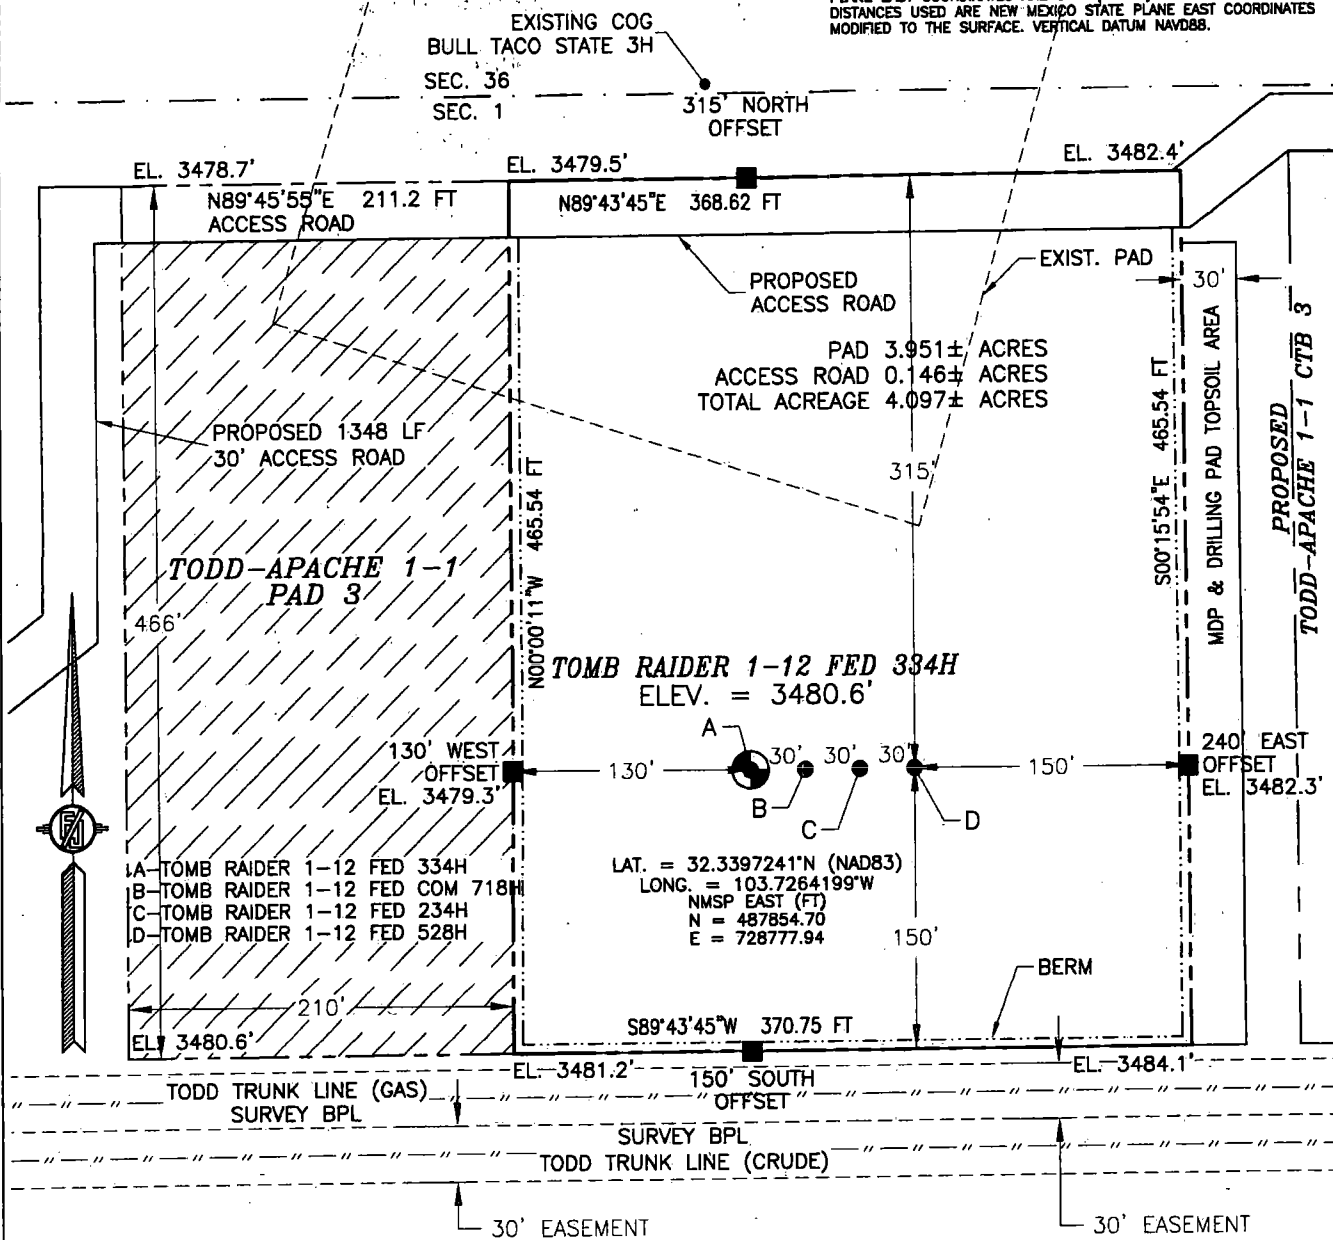 DISTANCES USED ARE NEW MEXICO STATE PLANE EAST COORDINATES
MODIFIED TO THE SURFACE. VERTICAL DATUM NAVD88.
EXISTING COG
BULL TACO STATE 3H
SEC. 36
SEC. 1
315' NORTH
OFFSET
EL. 3478.7'
EL. 3479.5'
EL. 3482.4'
N89°45'55"E 211.2 FT
ACCESS ROAD
N89°43'45"E 368.62 FT
PROPOSED
ACCESS ROAD
EXIST. PAD
30'
PAD 3.951± ACRES
ACCESS ROAD 0.146± ACRES
TOTAL ACREAGE 4.097± ACRES
PROPOSED 1348 LF
30' ACCESS ROAD
315'
N00°00'11"W 465.54 FT
S00°15'54"E 465.54 FT
MDP & DRILLING PAD TOPSOIL AREA
PROPOSED
TODD-APACHE 1-1 CTB 3
TODD-APACHE 1-1
PAD 3
466'
TOMB RAIDER 1-12 FED 334H
ELEV. = 3480.6'
A
130' WEST
OFFSET
EL. 3479.3'
130'
30'
30'
30'
150'
240' EAST
OFFSET
EL. 3482.3'
B
C
D
LAT. = 32.3397241°N (NAD83)
LONG. = 103.7264199°W
NMSP EAST (FT)
N = 487854.70
E = 728777.94
A-TOMB RAIDER 1-12 FED 334H
B-TOMB RAIDER 1-12 FED COM 718H
C-TOMB RAIDER 1-12 FED 234H
D-TOMB RAIDER 1-12 FED 528H
150'
BERM
210'
S89°43'45"W 370.75 FT
EL. 3480.6'
EL. 3481.2'
EL. 3484.1'
150' SOUTH
OFFSET
TODD TRUNK LINE (GAS)
SURVEY BPL
SURVEY BPL
TODD TRUNK LINE (CRUDE)
30' EASEMENT
30' EASEMENT